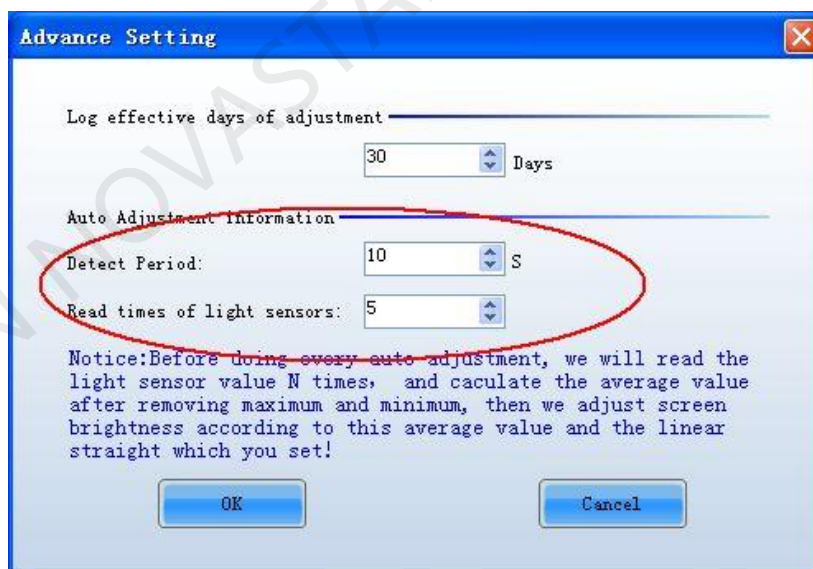 Advance Setting
Log effective days of adjustment
30 Days
Auto Adjustment Information
Detect Period: 10 S
Read times of light sensors: 5
Notice:Before doing every auto adjustment, we will read the
light sensor value N times, and caculate the average value
after removing maximum and minimum, then we adjust screen
brightness according to this average value and the linear
straight which you set!
OK Cancel
N NOVASTA